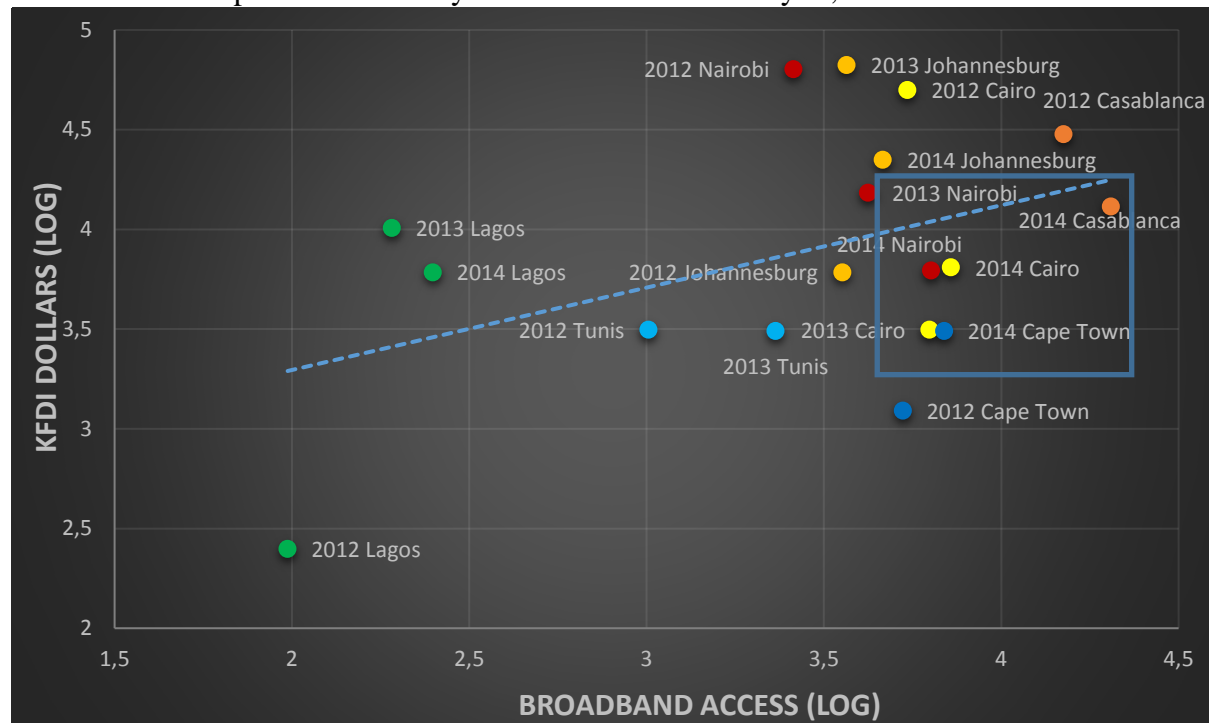 5
2012 Nairobi
2013 Johannesburg
2012 Cairo
2012 Casablanca
4,5
2014 Johannesburg
2013 Nairobi
2014 Casablanca
4
2013 Lagos
2014 Nairobi
2014 Lagos
2012 Johannesburg
2014 Cairo
3,5
2012 Tunis
2013 Cairo
2014 Cape Town
2013 Tunis
3
2012 Cape Town
2,5
2012 Lagos
2
KFDI DOLLARS (LOG)
1,5 2 2,5 3 3,5 4 4,5
BROADBAND ACCESS (LOG)